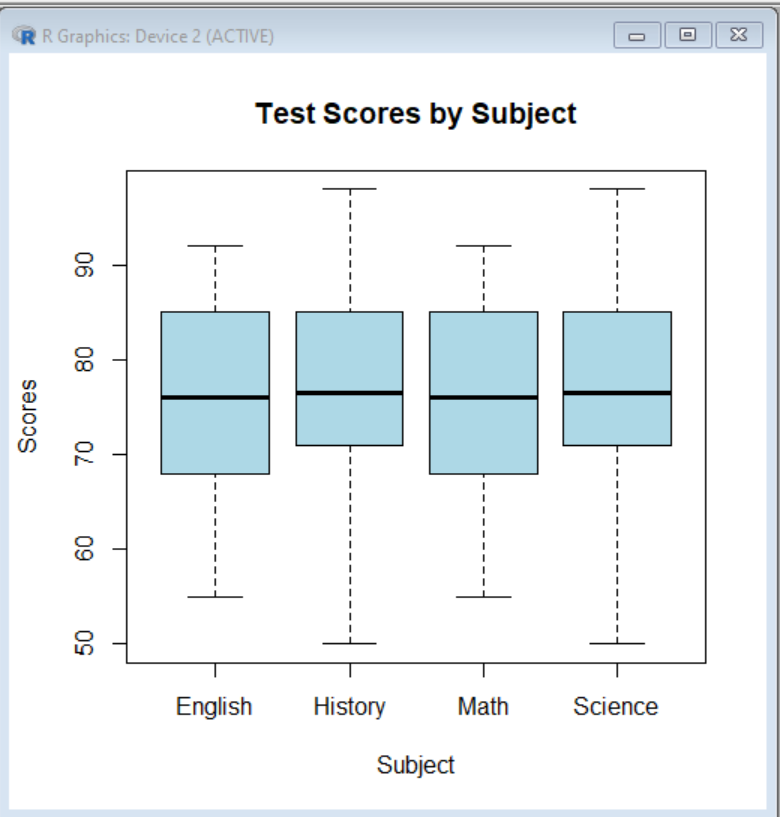 R Graphics: Device 2 (ACTIVE)
Test Scores by Subject
Scores
90
80
70
60
50
English History Math Science
Subject